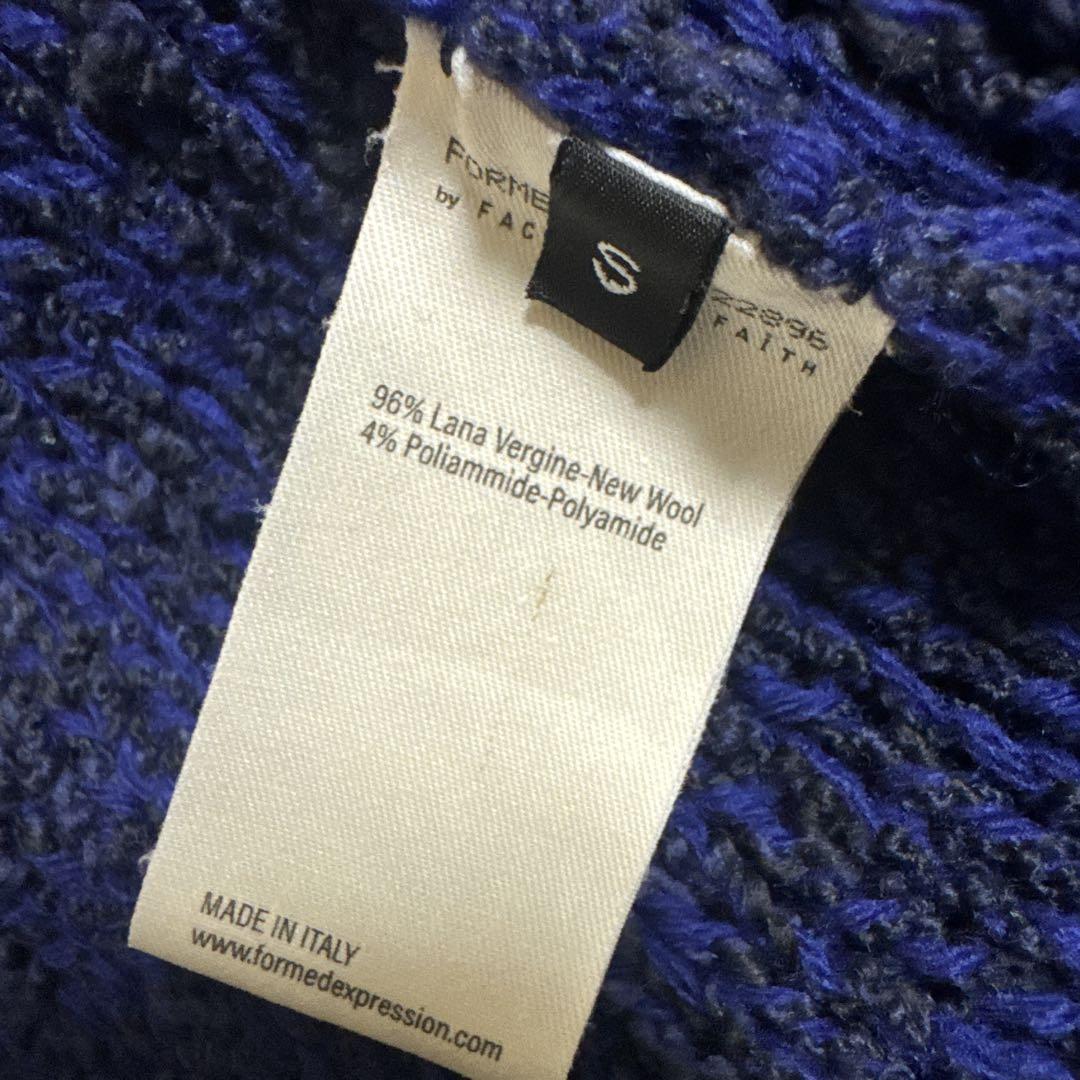 by
S
FAITH
96% Lana Vergine-New Wool
4% Poliammide-Polyamide
MADE IN ITALY
www.formedexpression.com